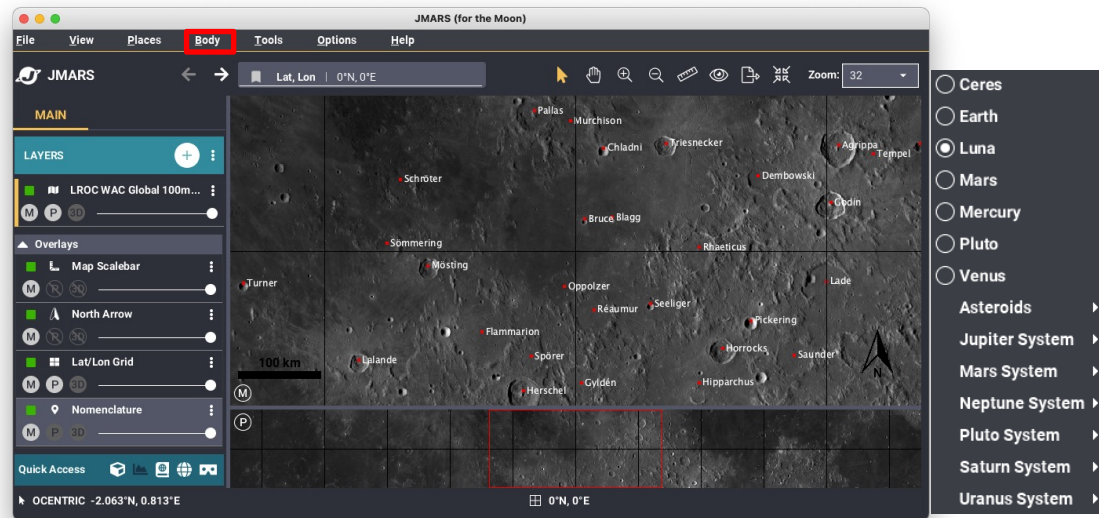 JMARS (for the Moon)
File View Places Body Tools Options Help
JMARS
Lat, Lon | 0°N, 0°E
Zoom: 32
MAIN
LAYERS
LROC WAC Global 100m...
M P 3D
Overlays
Map Scalebar
M P 3D
North Arrow
M P 3D
Lat/Lon Grid
M P 3D
Nomenclature
M P 3D
Quick Access
OCENTRIC -2.063°N, 0.813°E
0°N, 0°E
Pallas
Murchison
Chladni
Triesnecker
Agrippa
Tempel
Schröter
Dembowski
Godin
Bruce
Blagg
Sömmering
Rhaeticus
Mösting
Turner
Oppolzer
Lade
Réaumur
Seeliger
Flammarion
Pickering
Lalande
Spörer
Horrocks
Saunder
Herschel
Gyldén
Hipparchus
100 km
N
M
P
Ceres
Earth
Luna
Mars
Mercury
Pluto
Venus
Asteroids
Jupiter System
Mars System
Neptune System
Pluto System
Saturn System
Uranus System